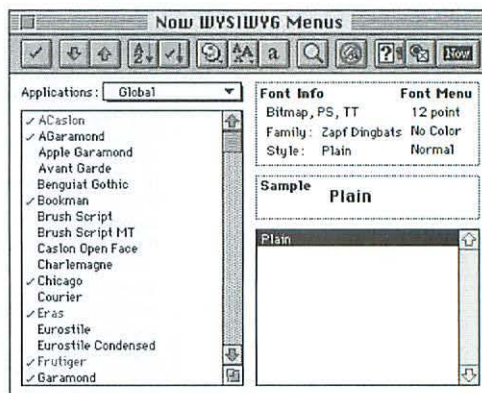 Now WYSIWYG Menus
A
Z
a
?
Now
Applications: Global
✓ ACaslon
✓ AGaramond
Apple Garamond
Avant Garde
Benguiat Gothic
✓ Bookman
Brush Script
Brush Script MT
Caslon Open Face
Charlemagne
✓ Chicago
Courier
✓ Eras
Eurostile
Eurostile Condensed
✓ Frutiger
✓ Garamond
Font Info Font Menu
Bitmap, PS, TT 12 point
Family: Zapf Dingbats No Color
Style: Plain Normal
Sample
Plain
Plain